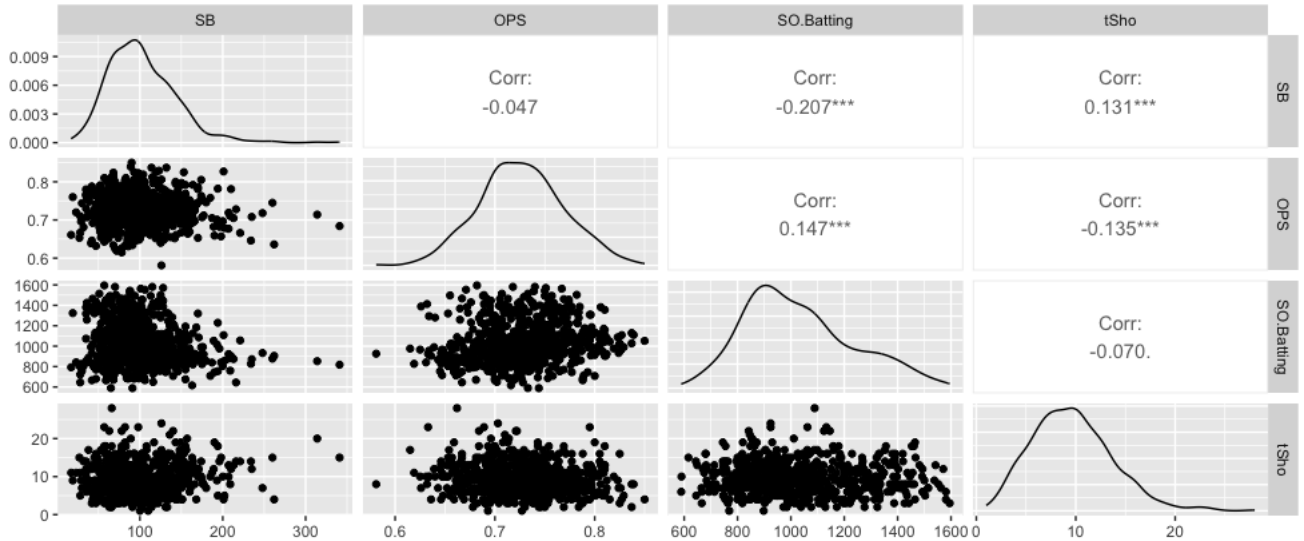 SB OPS SO.Batting tSho
0.009
0.006
0.003
0.000
Corr:
-0.047
Corr:
-0.207***
Corr:
0.131***
SB
0.8
0.7
0.6
Corr:
0.147***
Corr:
-0.135***
OPS
1600
1400
1200
1000
800
600
Corr:
-0.070.
SO.Batting
20
10
0
tSho
100 200 300 0.6 0.7 0.8 600 800 1000 1200 1400 1600 0 10 20